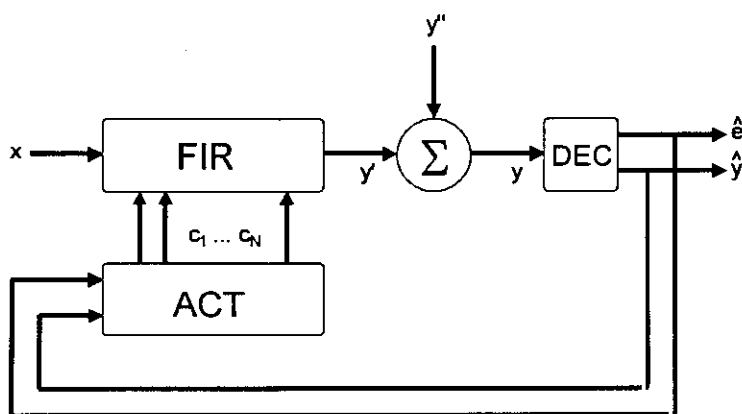 y"
x
FIR
y'
Σ
y
DEC
ê
ŷ
c₁ ... c_N
ACT